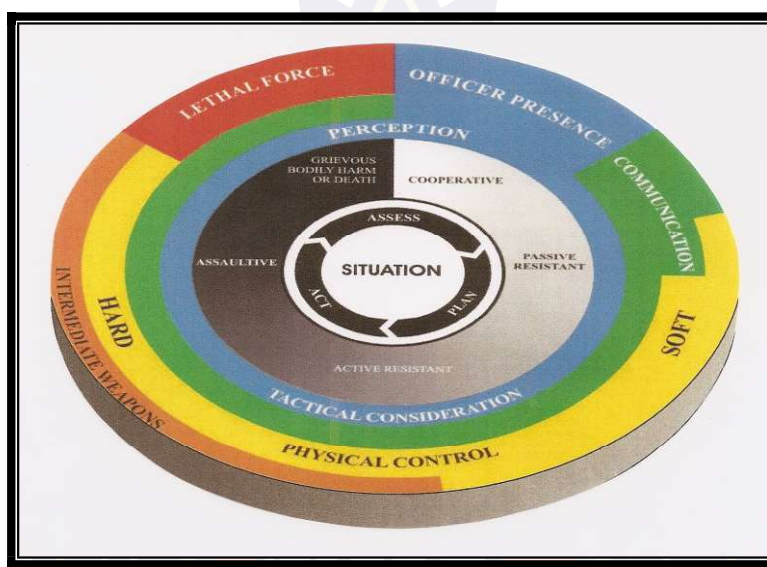 LETHAL FORCE
OFFICER PRESENCE
PERCEPTION
GRIEVOUS
BODILY HARM
OR DEATH
COOPERATIVE
COMMUNICATION
ASSESS
ASSAULTIVE
SITUATION
PASSIVE
RESISTANT
ACT
PLAN
INTERMEDIATE WEAPONS
HARD
SOFT
ACTIVE RESISTANT
TACTICAL CONSIDERATION
PHYSICAL CONTROL